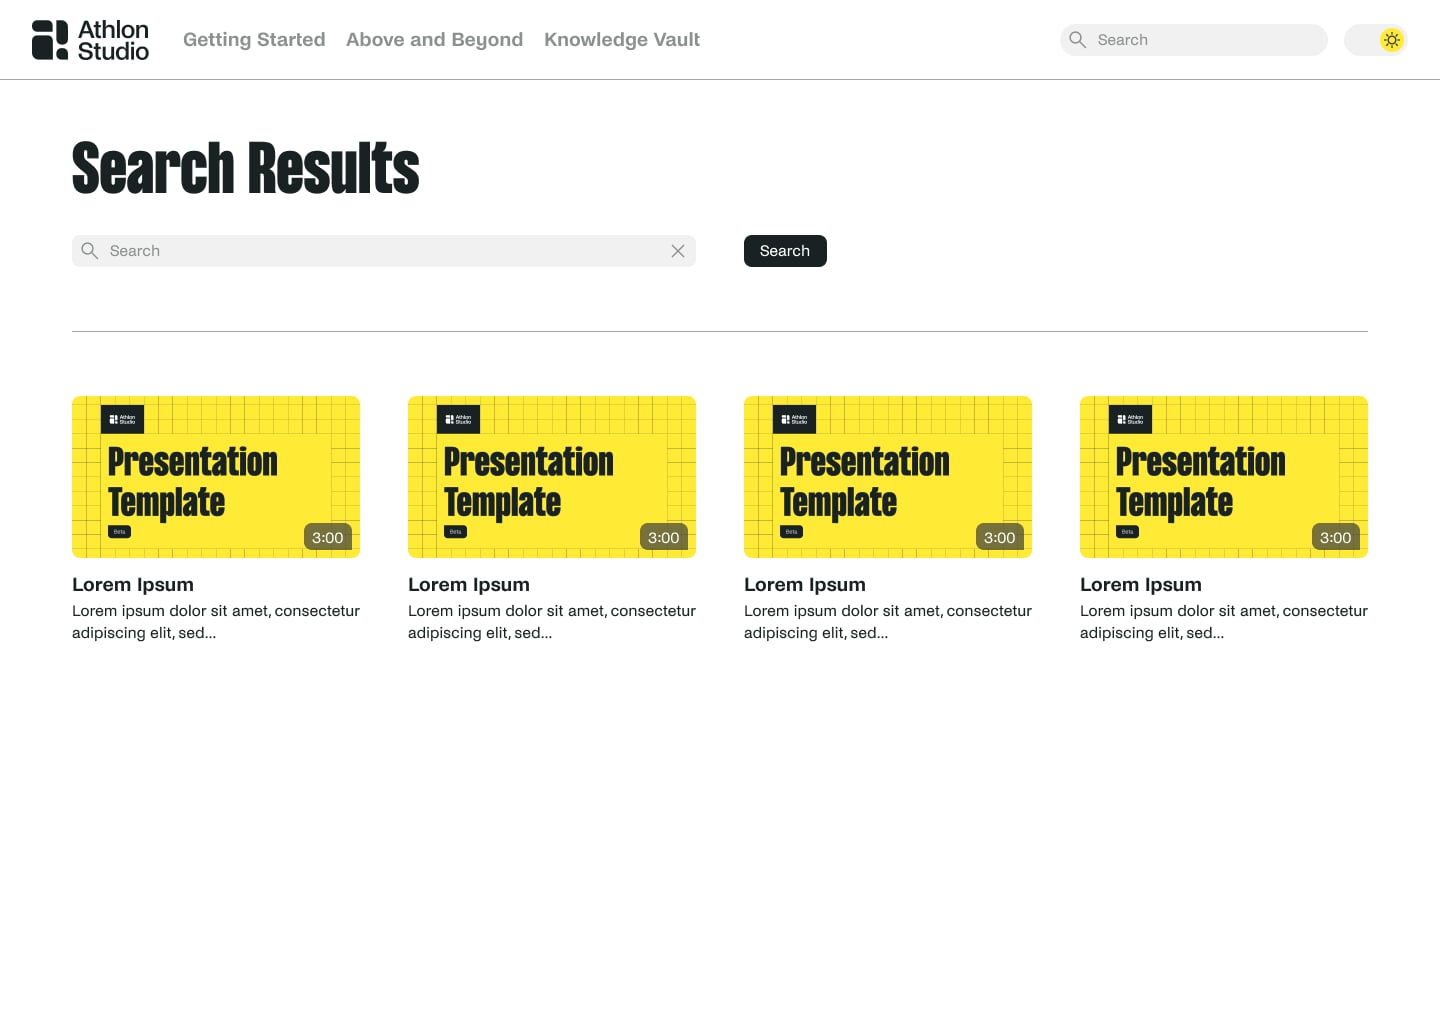 Athlon
Studio
Getting Started
Above and Beyond
Knowledge Vault
Search
Search Results
Search
Search
Athlon
Studio
Presentation
Template
Beta
3:00
Athlon
Studio
Presentation
Template
Beta
3:00
Athlon
Studio
Presentation
Template
Beta
3:00
Athlon
Studio
Presentation
Template
Beta
3:00
Lorem Ipsum
Lorem ipsum dolor sit amet, consectetur
adipiscing elit, sed...
Lorem Ipsum
Lorem ipsum dolor sit amet, consectetur
adipiscing elit, sed...
Lorem Ipsum
Lorem ipsum dolor sit amet, consectetur
adipiscing elit, sed...
Lorem Ipsum
Lorem ipsum dolor sit amet, consectetur
adipiscing elit, sed...